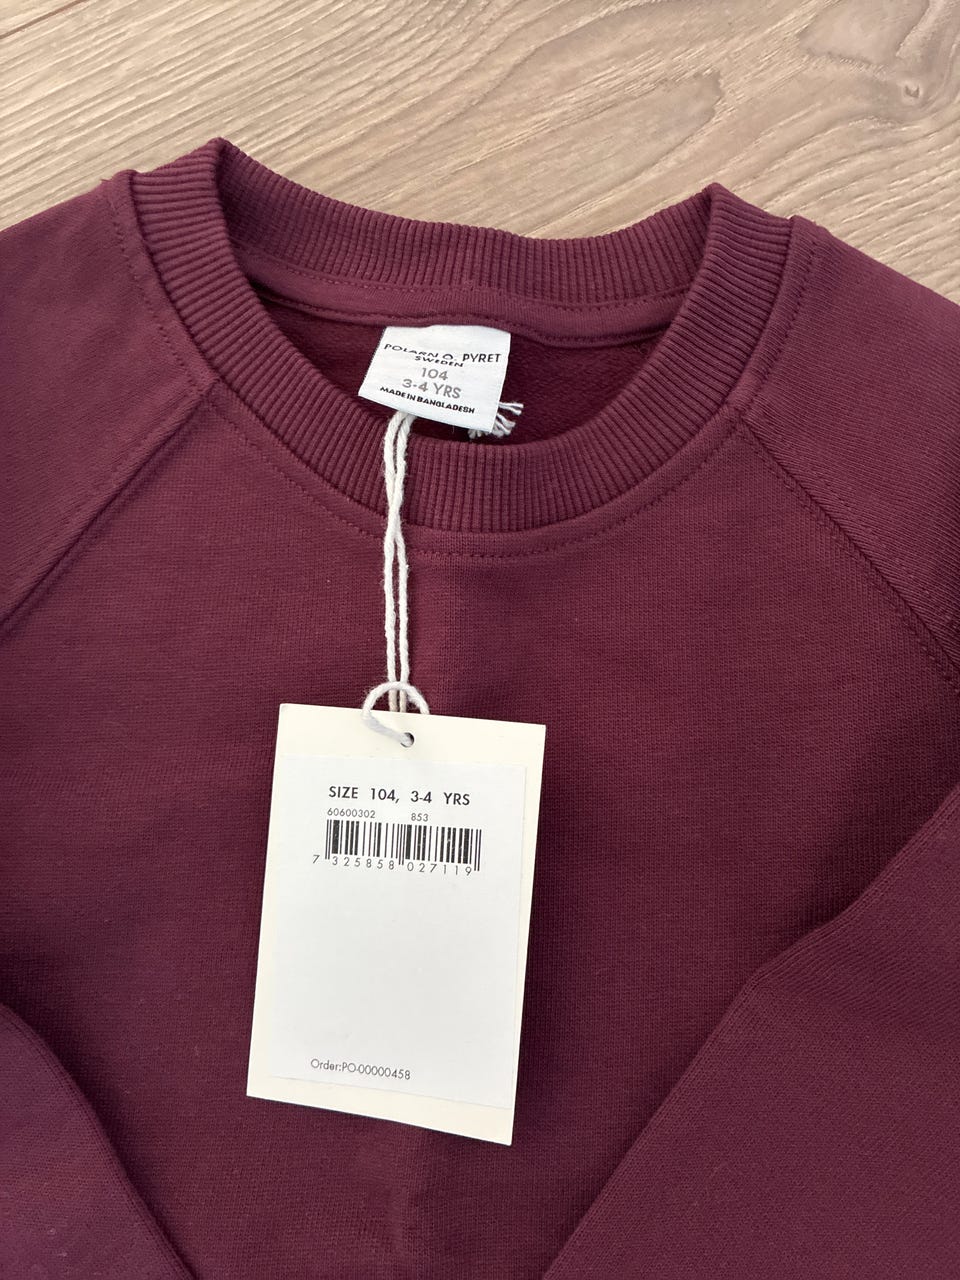 POLARN O. PYRET
SWEDEN
104
3-4 YRS
MADE IN BANGLADESH
SIZE 104, 3-4 YRS
60600302 853
7 325858 027119
Order:PO-00000458